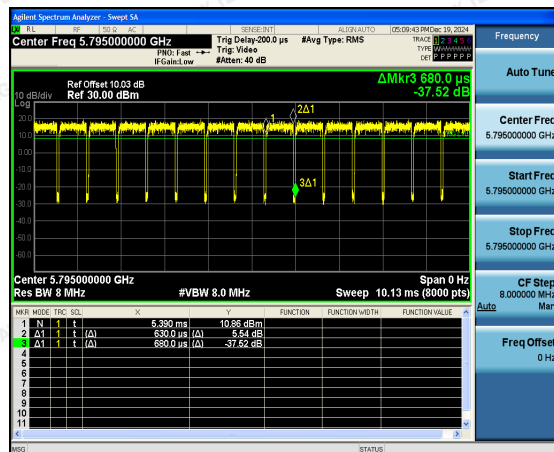 Agilent Spectrum Analyzer - Swept SA
RL RF 50 Ω AC SENSE:INT ALIGN AUTO 05:09:43 PM Dec 19, 2024
Center Freq 5.795000000 GHz Trig Delay-200.0 µs #Avg Type: RMS TRACE 1 2 3 4 5 6
PNO: Fast Trig: Video TYPE
IFGain:Low #Atten: 40 dB DET P P P P P P
ΔMkr3 680.0 µs
-37.52 dB
Ref Offset 10.03 dB
10 dB/div Ref 30.00 dBm
Log
20.0
10.0
0.00
-10.0
-20.0
-30.0
-40.0
-50.0
-60.0
1
2Δ1
3Δ1
Center 5.795000000 GHz Span 0 Hz
Res BW 8 MHz #VBW 8.0 MHz Sweep 10.13 ms (8000 pts)
MKR MODE TRC SCL X Y FUNCTION FUNCTION WIDTH FUNCTION VALUE
1 N 1 t 5.390 ms 10.86 dBm
2 Δ1 1 t (Δ) 630.0 µs (Δ) 5.54 dB
3 Δ1 1 t (Δ) 680.0 µs (Δ) -37.52 dB
4
5
6
7
8
9
10
11
MSG STATUS
Frequency
Auto Tune
Center Freq
5.795000000 GHz
Start Freq
5.795000000 GHz
Stop Freq
5.795000000 GHz
CF Step
8.000000 MHz
Auto Man
Freq Offset
0 Hz